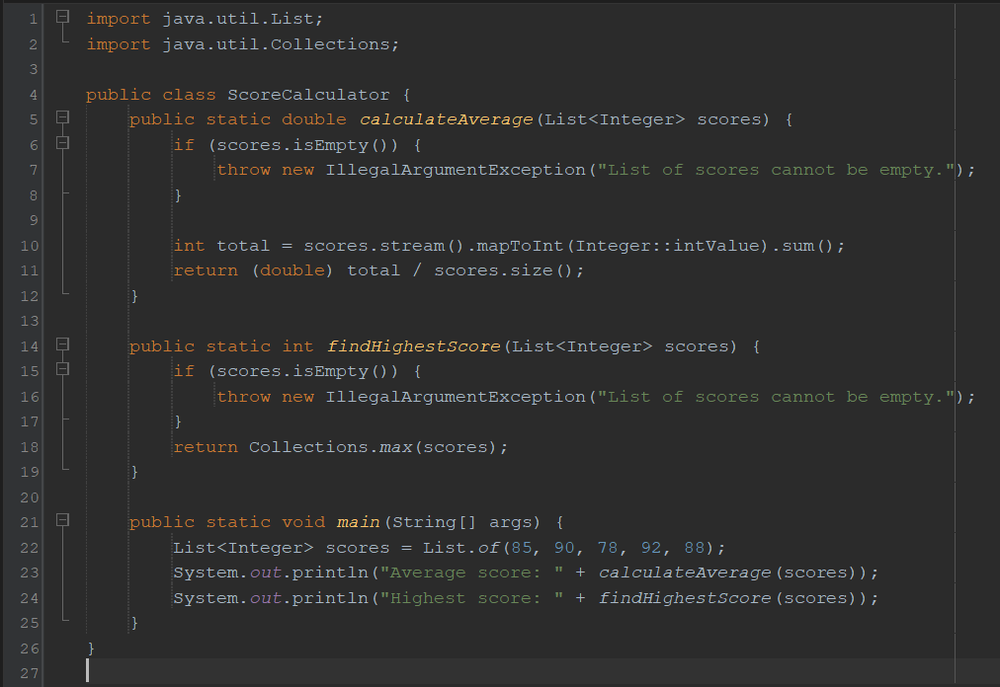 1 import java.util.List;
2 import java.util.Collections;
3
4 public class ScoreCalculator {
5     public static double calculateAverage(List<Integer> scores) {
6         if (scores.isEmpty()) {
7             throw new IllegalArgumentException("List of scores cannot be empty.");
8         }
9
10         int total = scores.stream().mapToInt(Integer::intValue).sum();
11         return (double) total / scores.size();
12     }
13
14     public static int findHighestScore(List<Integer> scores) {
15         if (scores.isEmpty()) {
16             throw new IllegalArgumentException("List of scores cannot be empty.");
17         }
18         return Collections.max(scores);
19     }
20
21     public static void main(String[] args) {
22         List<Integer> scores = List.of(85, 90, 78, 92, 88);
23         System.out.println("Average score: " + calculateAverage(scores));
24         System.out.println("Highest score: " + findHighestScore(scores));
25     }
26 }
27